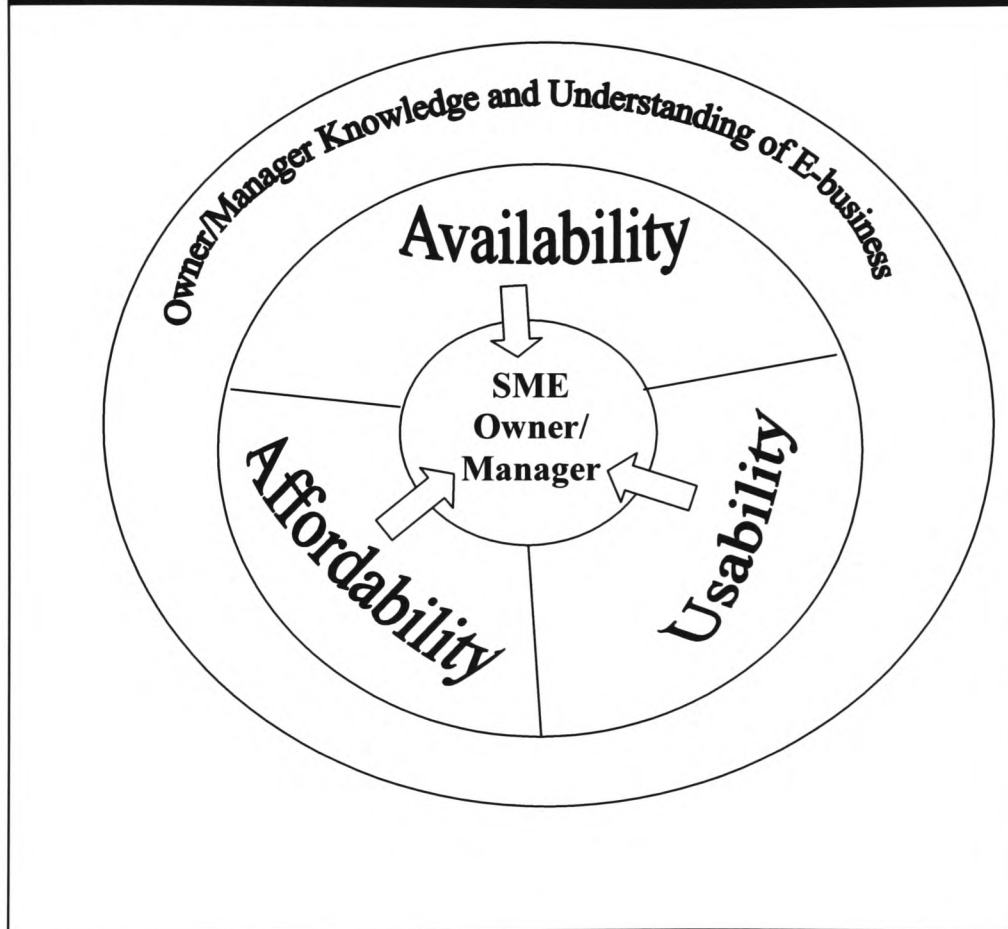 Owner/Manager Knowledge and Understanding of E-business
Availability
SME
Owner/
Manager
Affordability
Usability